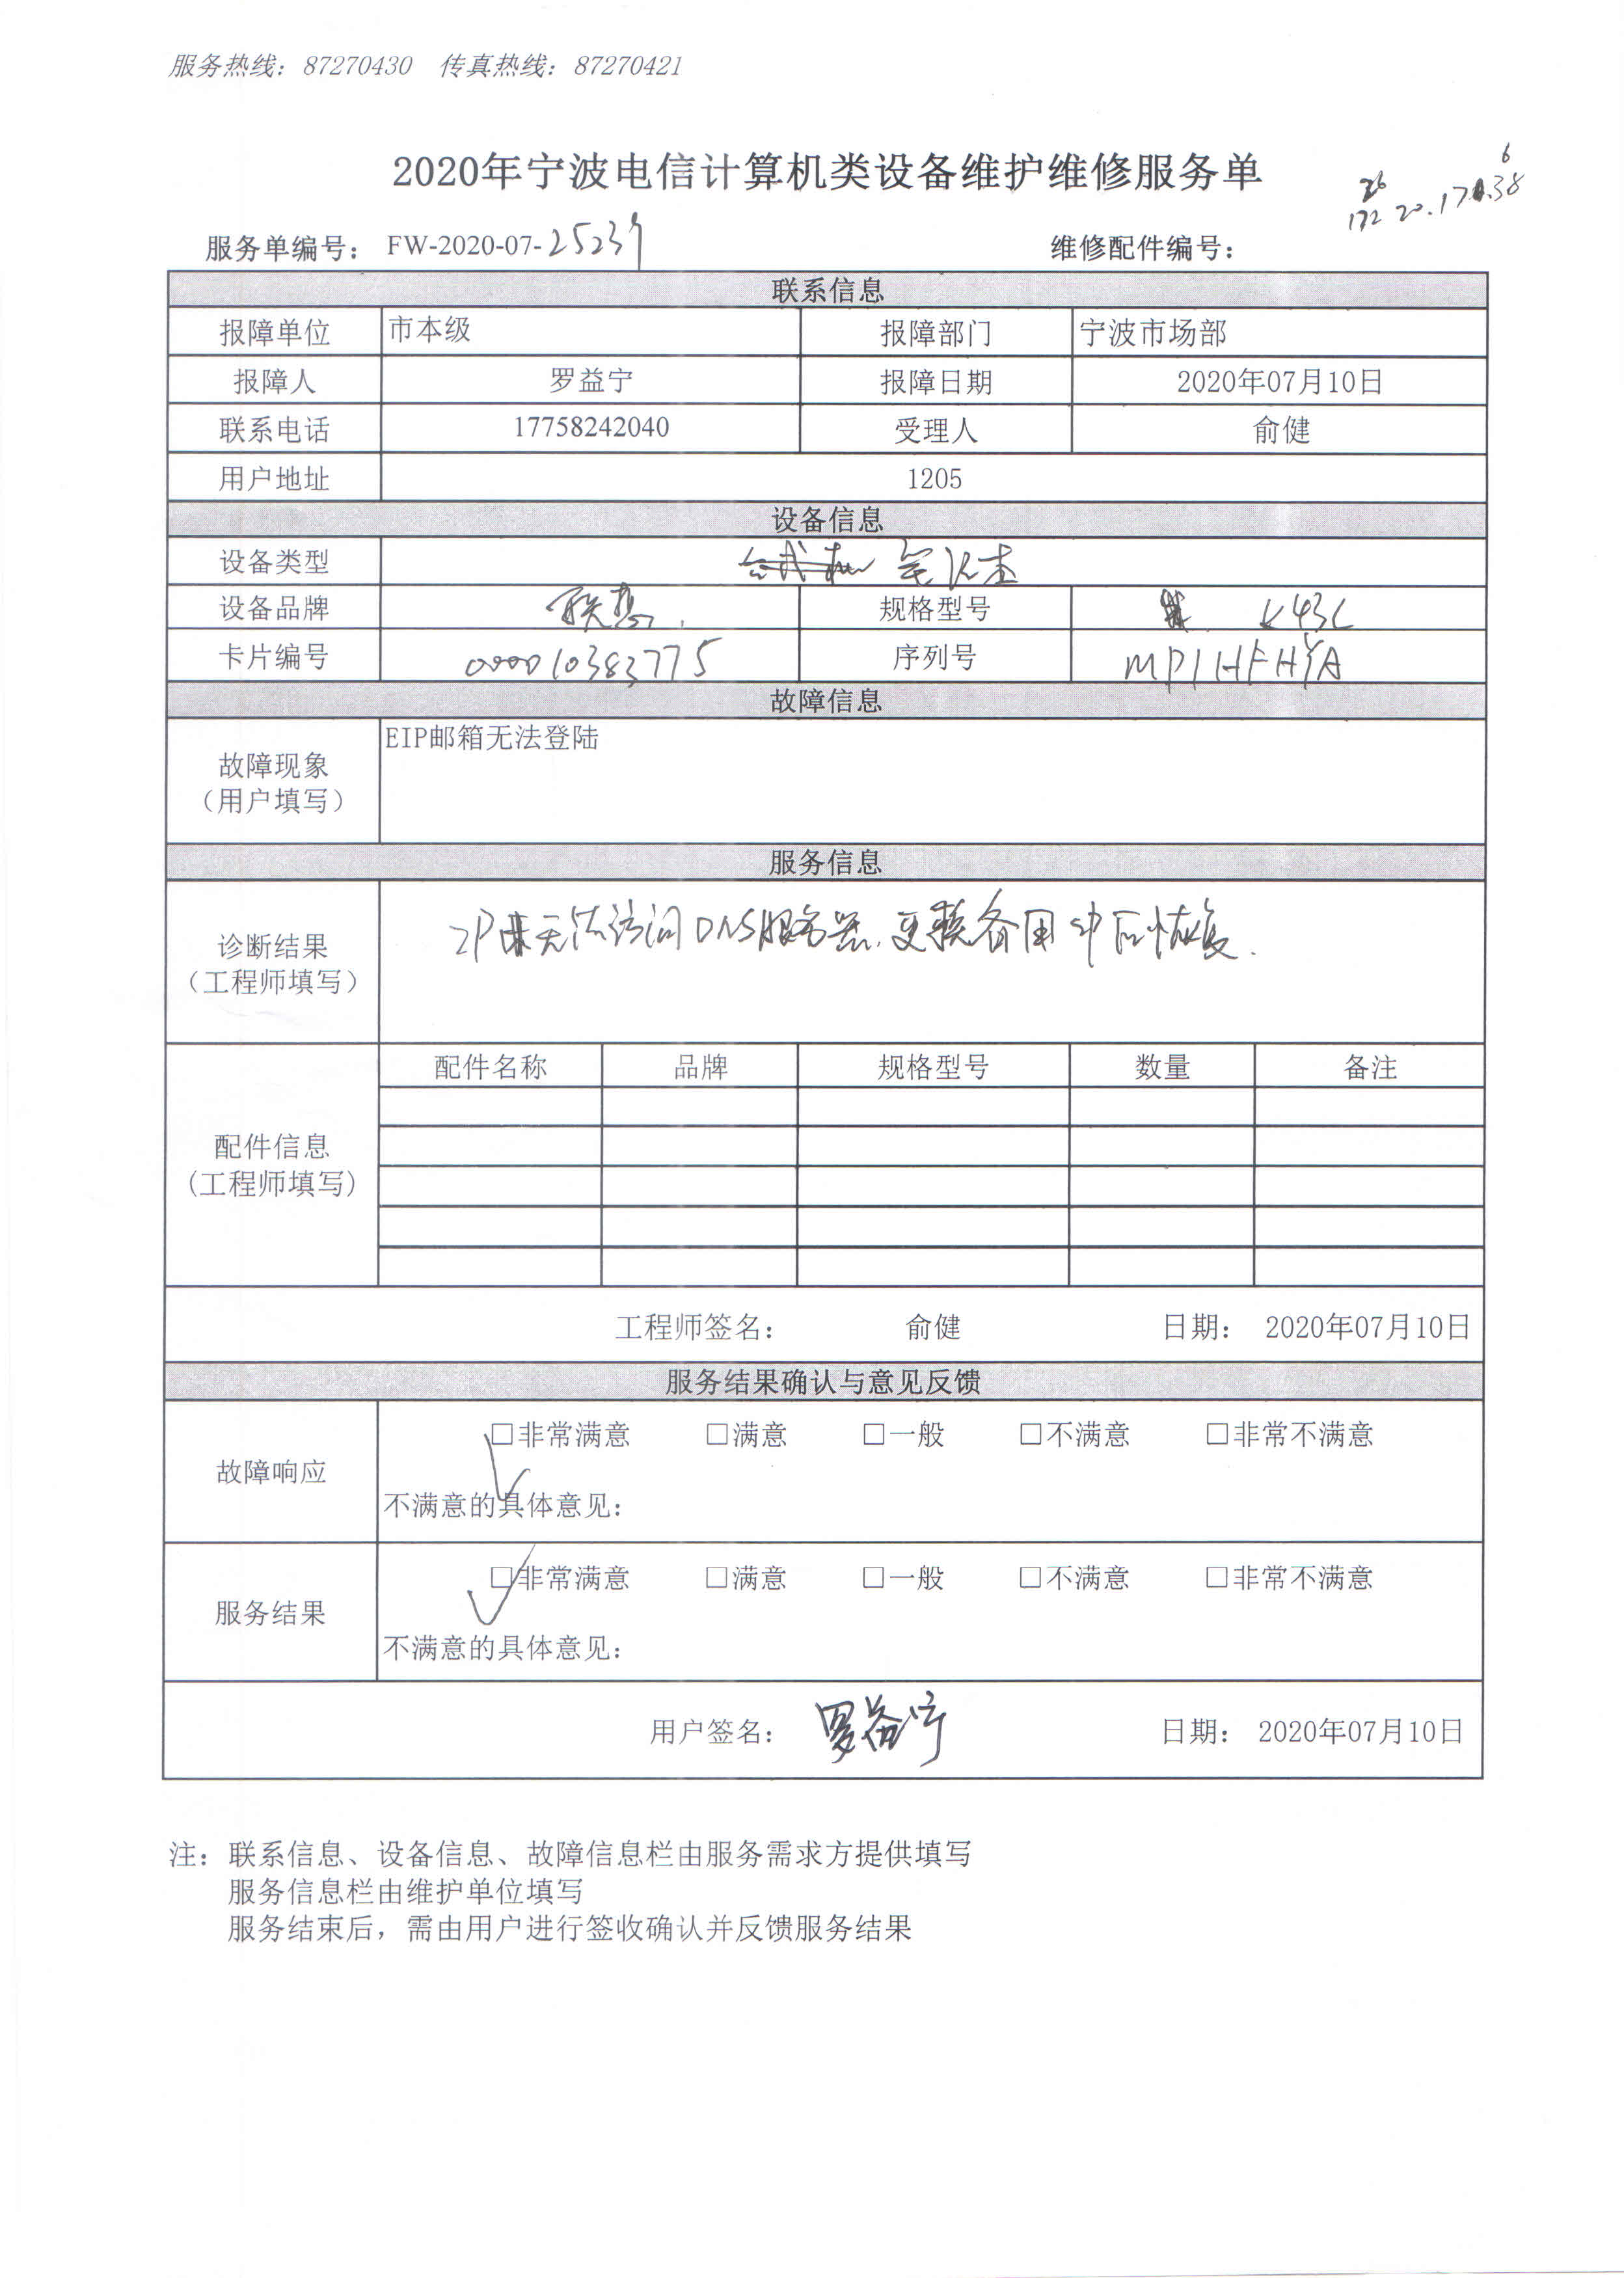 服务热线：87270430 传真热线：87270421
2020年宁波电信计算机类设备维护维修服务单
服务单编号： FW-2020-07-25239 维修配件编号：
联系信息
报障单位 市本级 报障部门 宁波市场部
报障人 罗益宁 报障日期 2020年07月10日
联系电话 17758242040 受理人 俞健
用户地址 1205
设备信息
设备类型 台式机 笔记本
设备品牌 联想 规格型号 K43L
卡片编号 000010383775 序列号 MP1HFHYA
故障信息
故障现象
（用户填写）
EIP邮箱无法登陆
服务信息
诊断结果
（工程师填写）
IP无法访问DNS服务器，更换备用IP后恢复.
配件信息
（工程师填写）
配件名称 品牌 规格型号 数量 备注
工程师签名： 俞健 日期： 2020年07月10日
服务结果确认与意见反馈
故障响应
□非常满意 □满意 □一般 □不满意 □非常不满意
不满意的具体意见：
服务结果
□非常满意 □满意 □一般 □不满意 □非常不满意
不满意的具体意见：
用户签名： 罗益宁 日期： 2020年07月10日
注：联系信息、设备信息、故障信息栏由服务需求方提供填写
服务信息栏由维护单位填写
服务结束后，需由用户进行签收确认并反馈服务结果